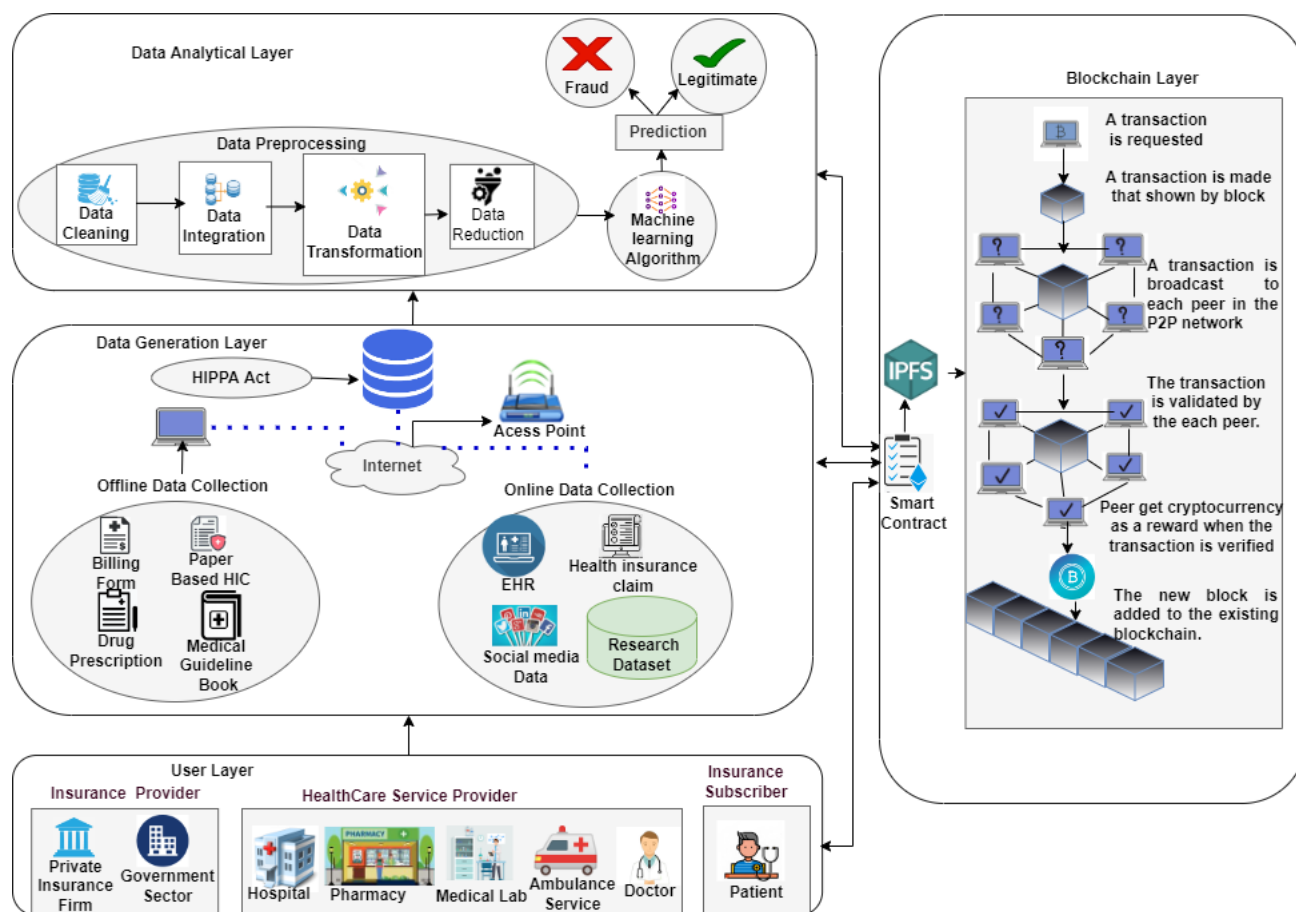 Data Analytical Layer
Fraud
Legitimate
Prediction
Data Preprocessing
Data
Cleaning
Data
Integration
Data
Transformation
Data
Reduction
Machine
learning
Algorithm
Data Generation Layer
HIPPA Act
Acess Point
Internet
Offline Data Collection
Billing
Form
Paper
Based HIC
Drug
Prescription
Medical
Guideline
Book
Online Data Collection
EHR
Health insurance
claim
Social media
Data
Research
Dataset
User Layer
Insurance Provider
Private
Insurance
Firm
Government
Sector
HealthCare Service Provider
Hospital
PHARMACY
Pharmacy
Medical Lab
Ambulance
Service
Doctor
Insurance
Subscriber
Patient
IPFS
Smart
Contract
Blockchain Layer
A transaction
is requested
A transaction is made
that shown by block
? ?
A transaction is
broadcast to
each peer in the
P2P network
? ?
?
The transaction
is validated by
the each peer.
Peer get cryptocurrency
as a reward when the
transaction is verified
The new block is
added to the existing
blockchain.